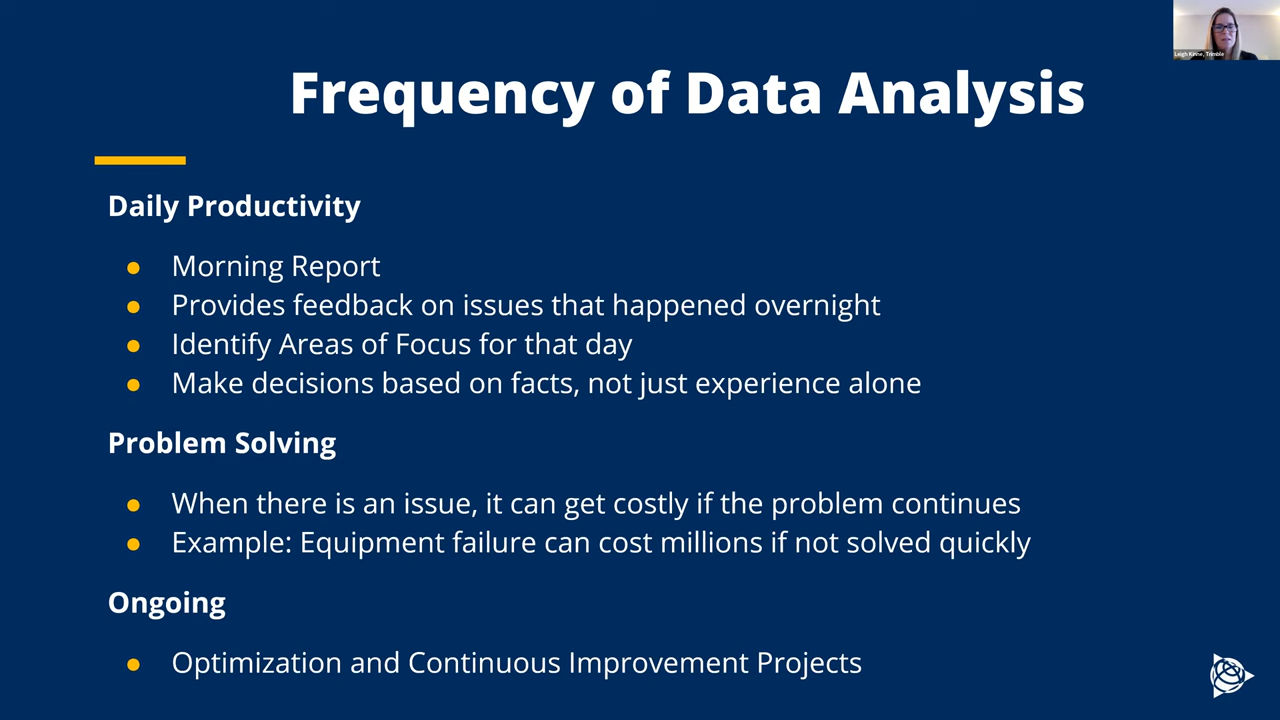 Leigh Kinne, Trimble
Frequency of Data Analysis
Daily Productivity
● Morning Report
● Provides feedback on issues that happened overnight
● Identify Areas of Focus for that day
● Make decisions based on facts, not just experience alone
Problem Solving
● When there is an issue, it can get costly if the problem continues
● Example: Equipment failure can cost millions if not solved quickly
Ongoing
● Optimization and Continuous Improvement Projects